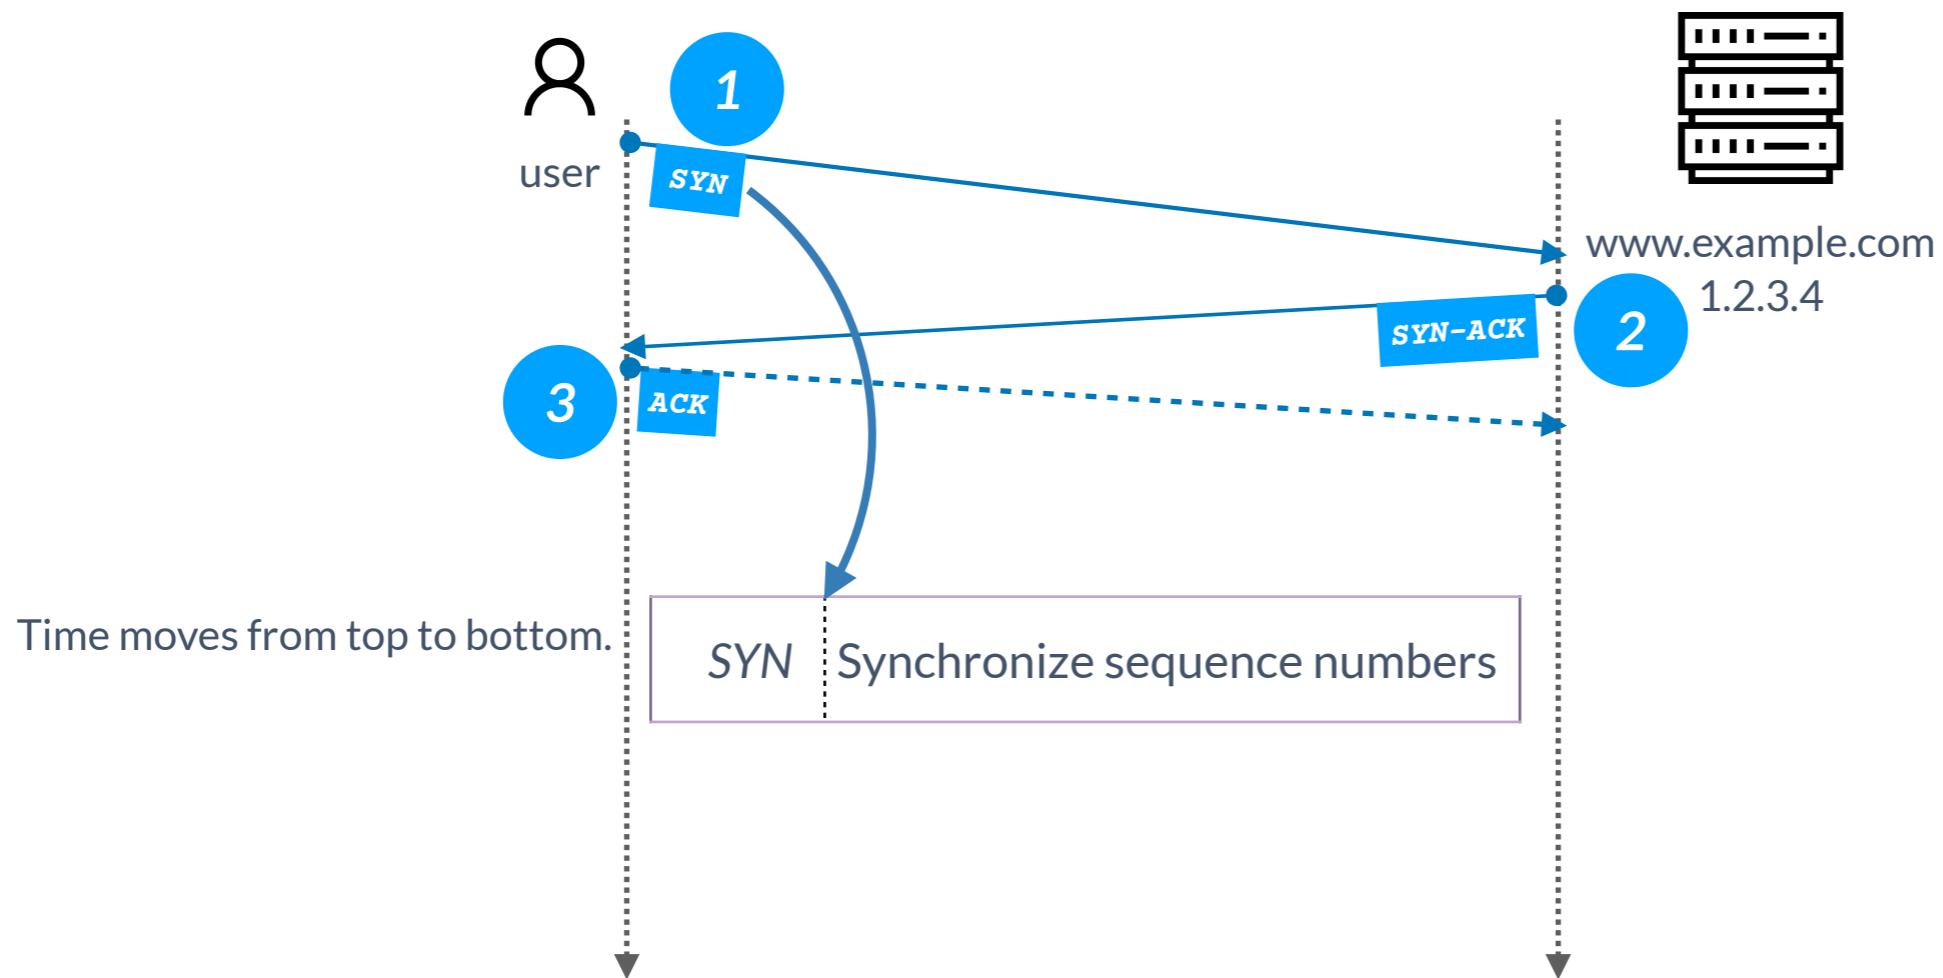 1
user
SYN
www.example.com
1.2.3.4
SYN-ACK
2
3
ACK
Time moves from top to bottom.
SYN Synchronize sequence numbers